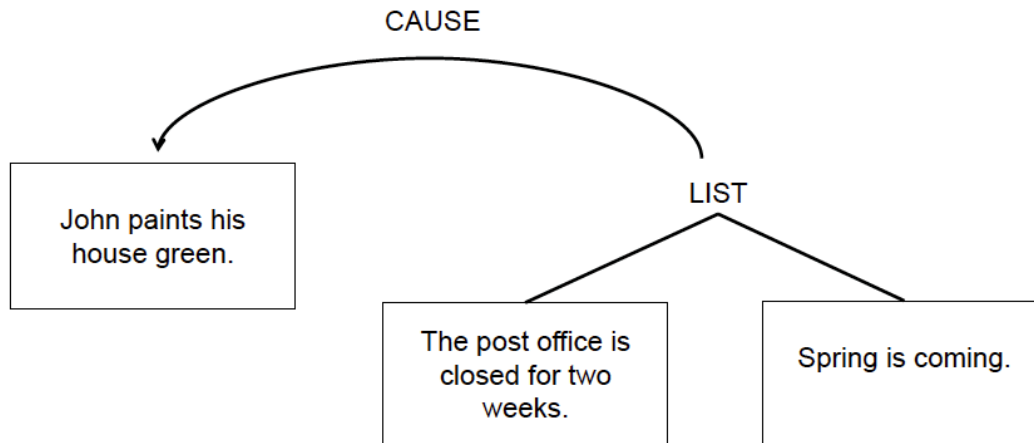 CAUSE
John paints his
house green.
LIST
The post office is
closed for two
weeks.
Spring is coming.